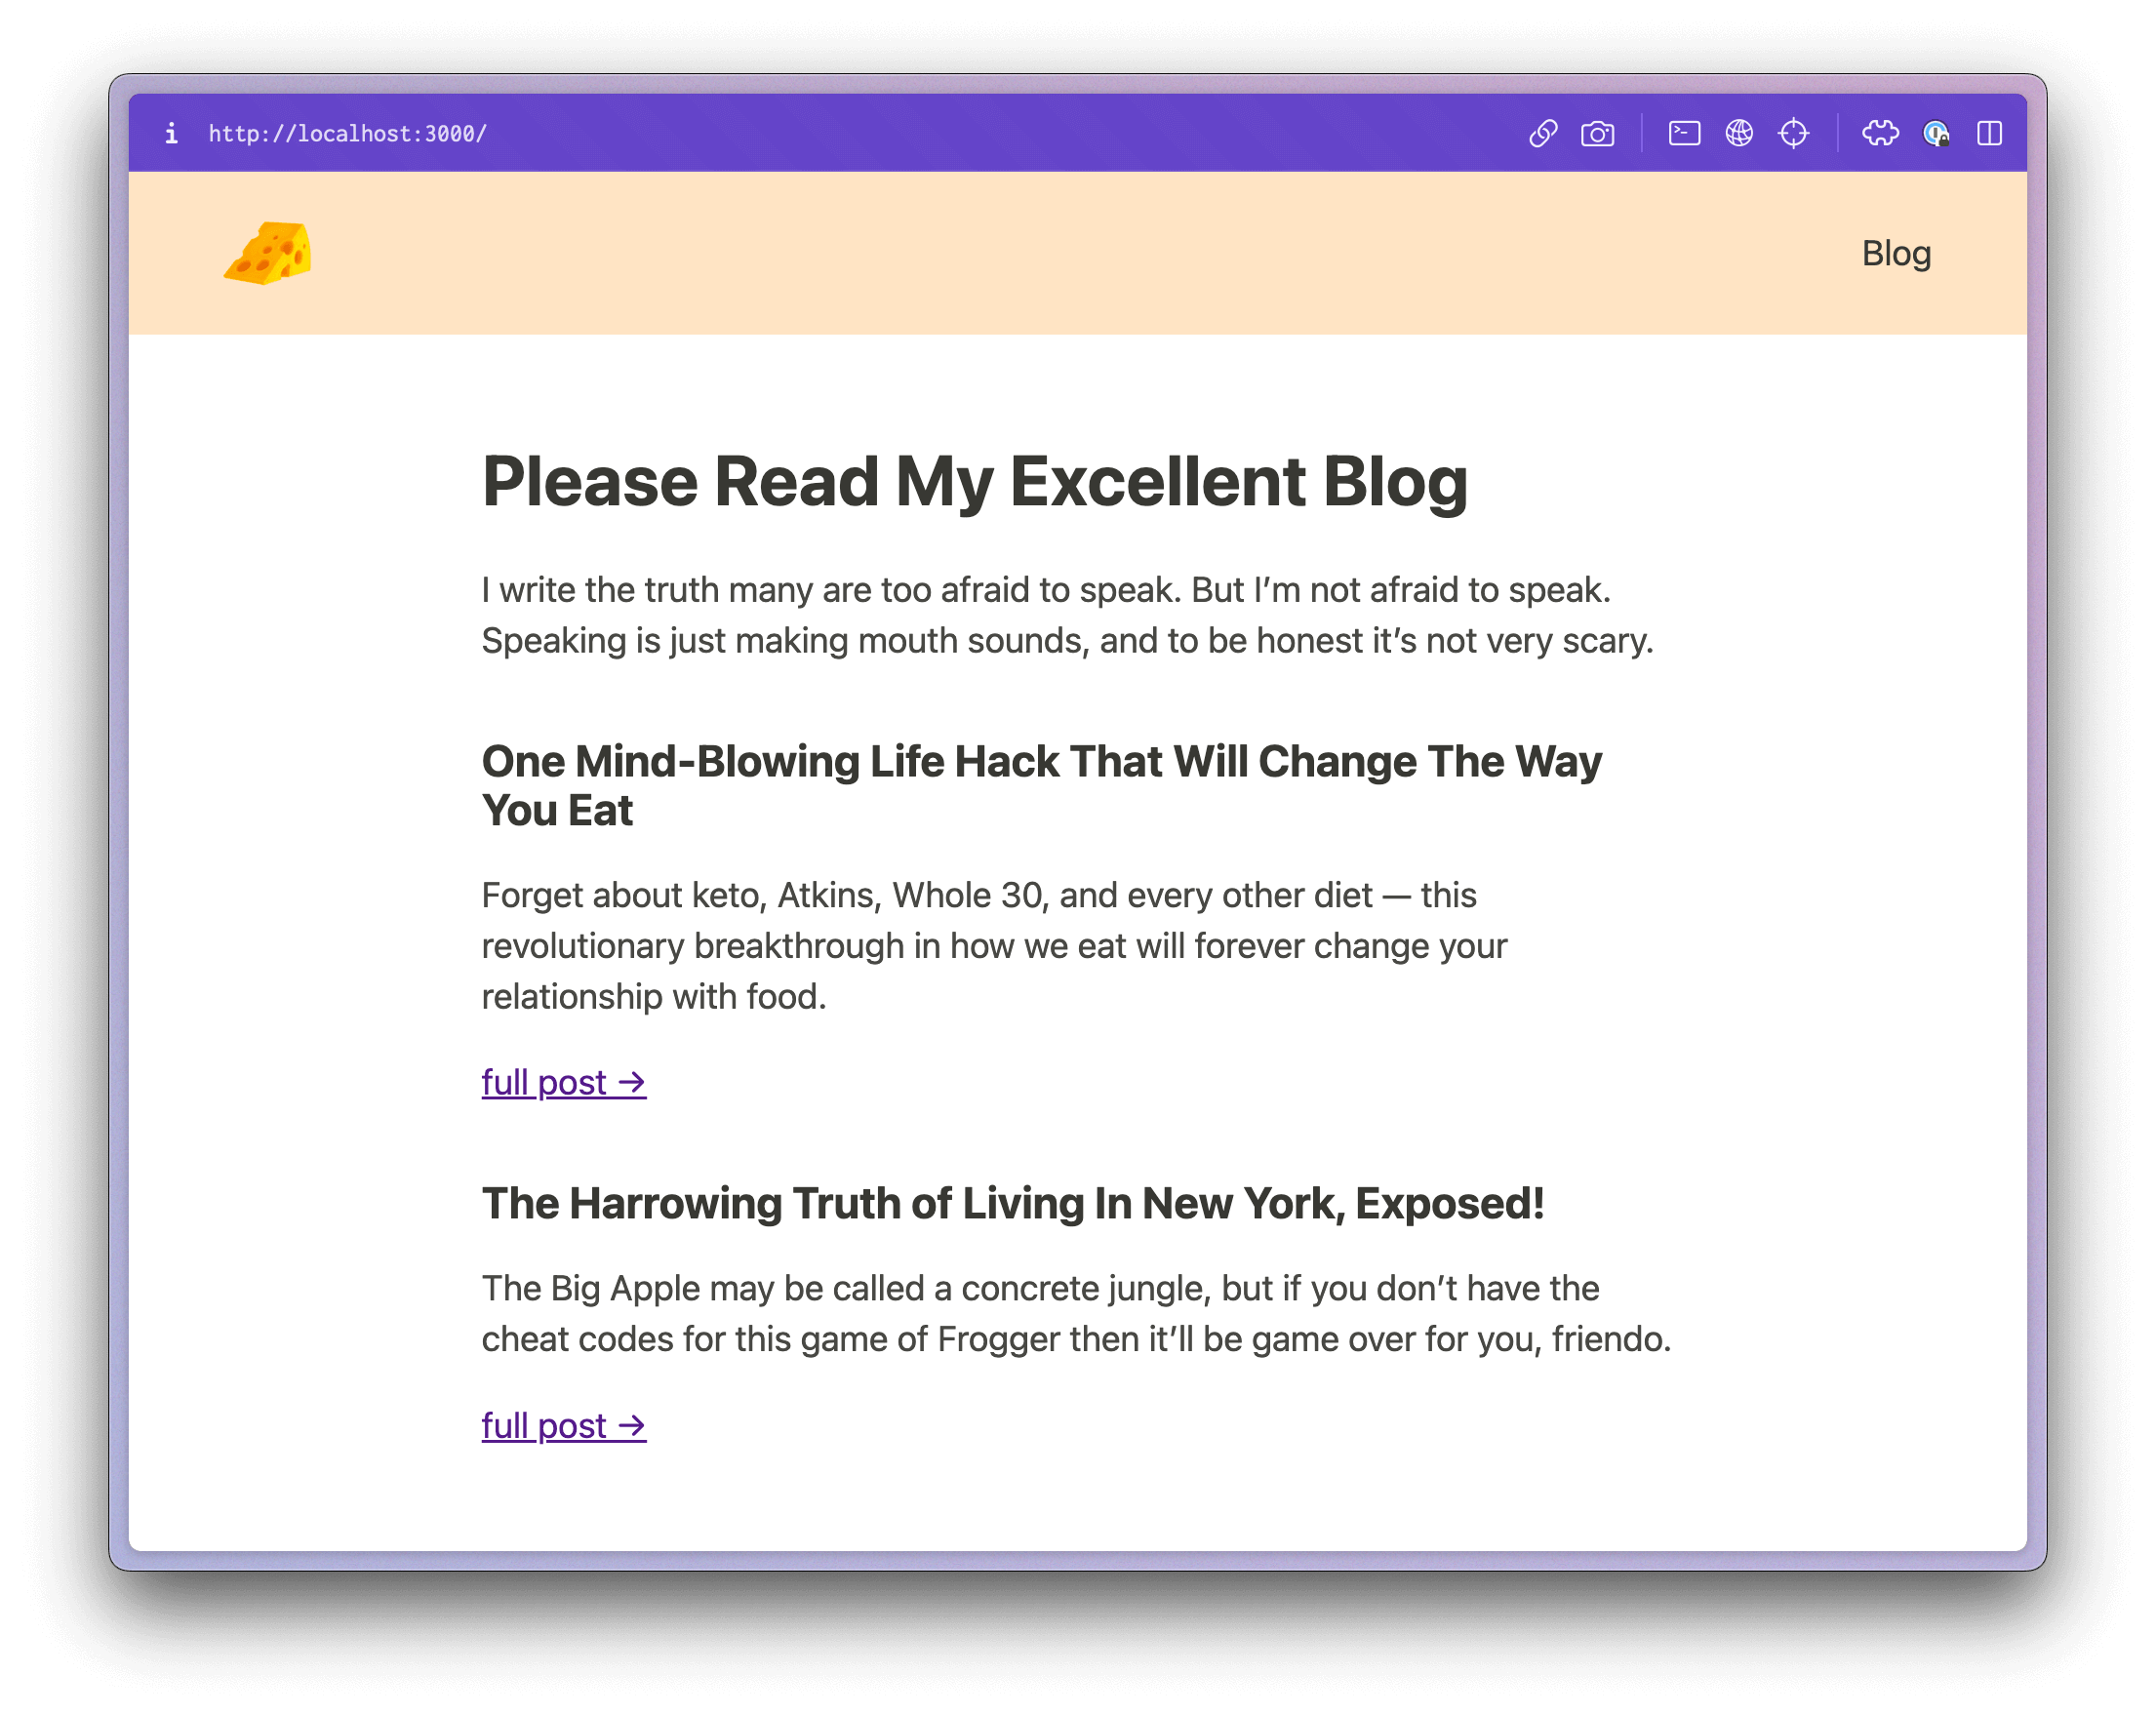 http://localhost:3000/
Blog
Please Read My Excellent Blog
I write the truth many are too afraid to speak. But I’m not afraid to speak.
Speaking is just making mouth sounds, and to be honest it’s not very scary.
One Mind-Blowing Life Hack That Will Change The Way
You Eat
Forget about keto, Atkins, Whole 30, and every other diet — this
revolutionary breakthrough in how we eat will forever change your
relationship with food.
full post →
The Harrowing Truth of Living In New York, Exposed!
The Big Apple may be called a concrete jungle, but if you don’t have the
cheat codes for this game of Frogger then it’ll be game over for you, friendo.
full post →